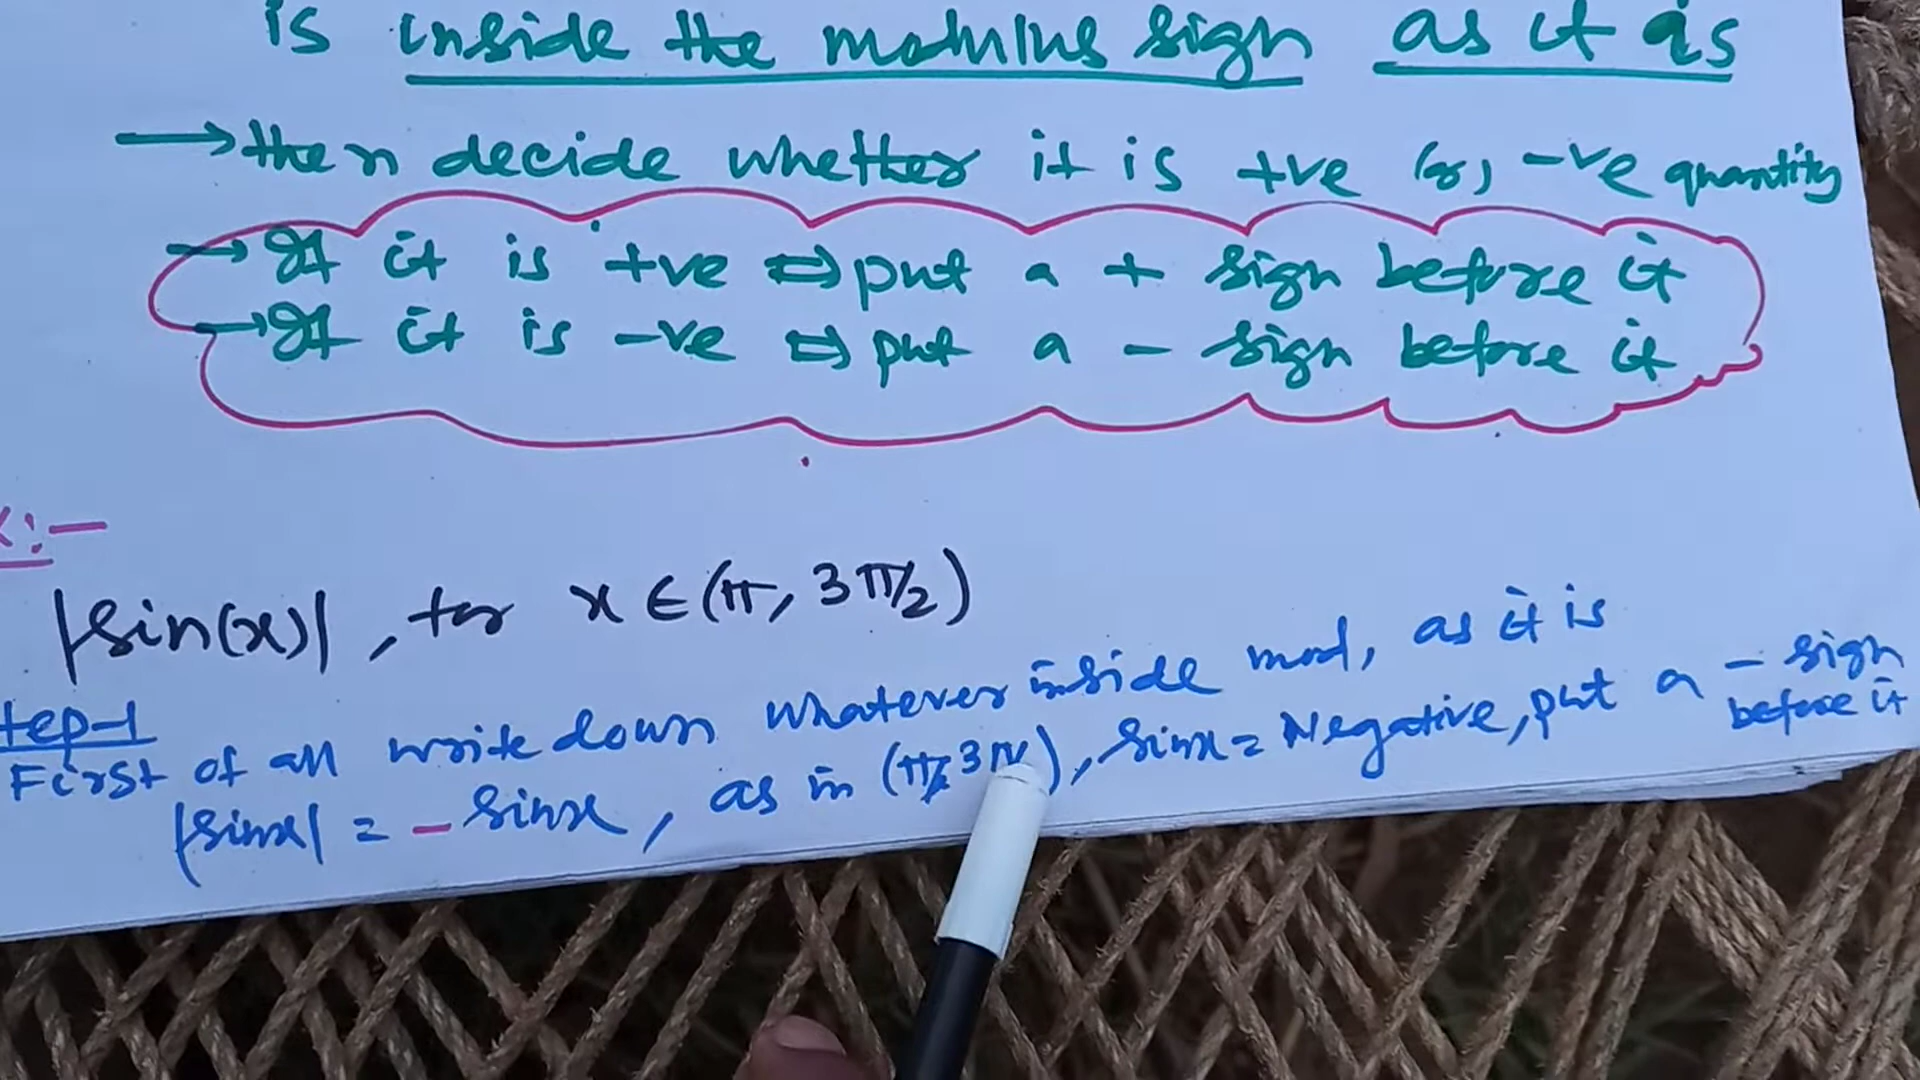 is inside the modulus sign as it is
→ then decide whether it is +ve (or) -ve quantity
→ If it is +ve ⇨ put a + sign before it
→ If it is -ve ⇨ put a - sign before it
x:-
|sin(x)|, for x ∈ (π, 3π/2)
tep-1
First of all write down whatever inside mod, as it is
|sinx| = - sinx, as in sinx = Negative, put a - sign
before it